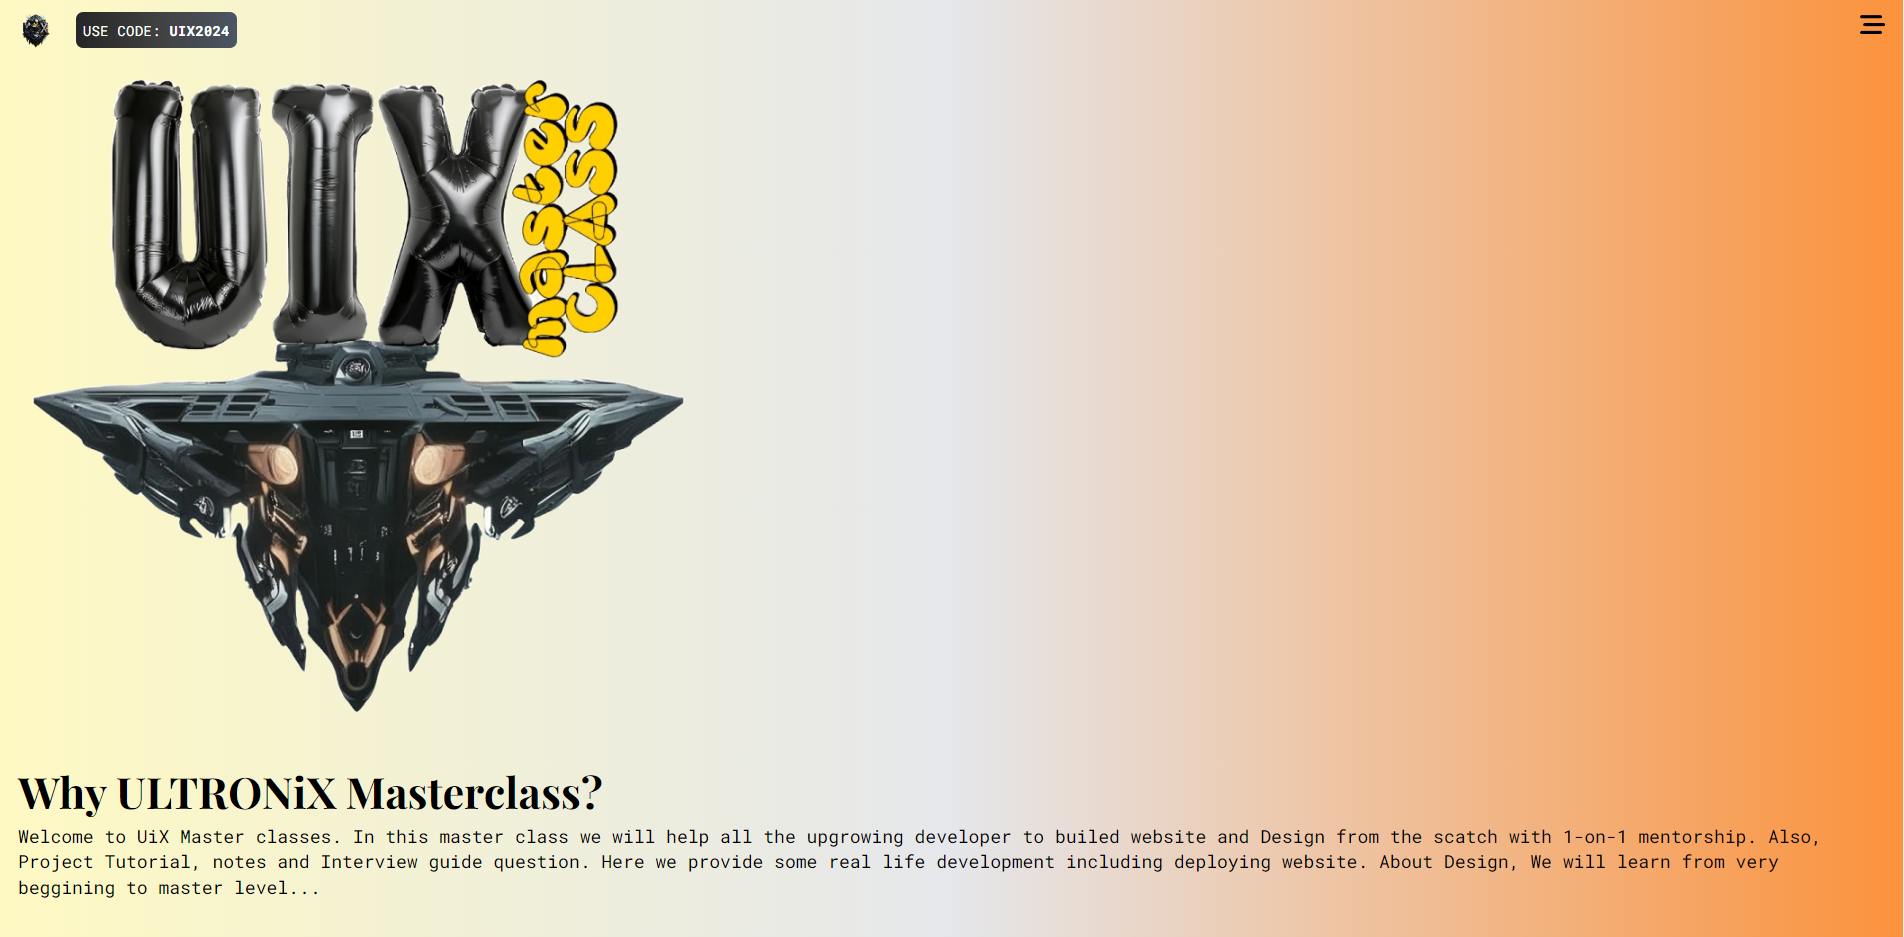 USE CODE: UIX2024
UIX
master
CLASS
Why ULTRONiX Masterclass?
Welcome to UiX Master classes. In this master class we will help all the upgrowing developer to builed website and Design from the scatch with 1-on-1 mentorship. Also,
Project Tutorial, notes and Interview guide question. Here we provide some real life development including deploying website. About Design, We will learn from very
beggining to master level...